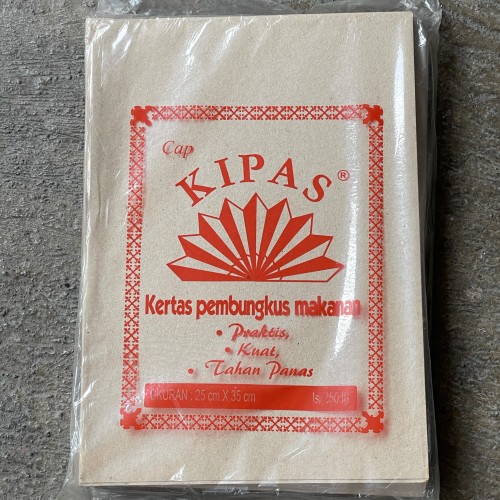 Cap
KIPAS®
Kertas pembungkus makanan
• Praktis,
• Kuat,
• Tahan Panas
UKURAN : 25 cm X 35 cm